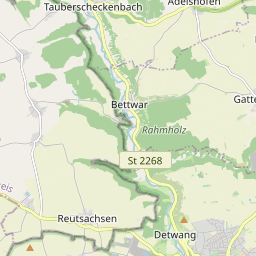 Adelshofen
Tauberscheckenbach
Bettwar
Gatte
Rahmholz
St 2268
eis
Reutsachsen
Detwang